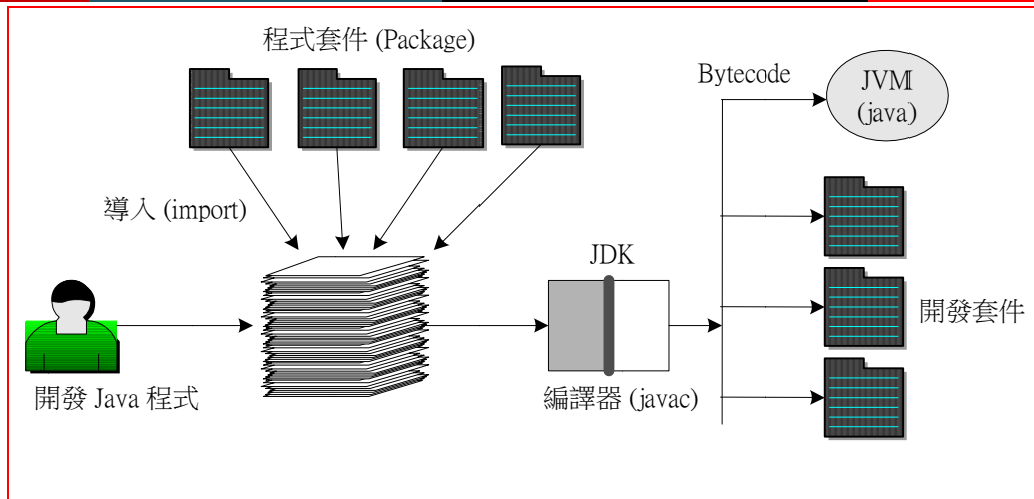 程式套件 (Package)
Bytecode
JVM
(java)
導入 (import)
JDK
開發套件
開發 Java 程式
編譯器 (javac)